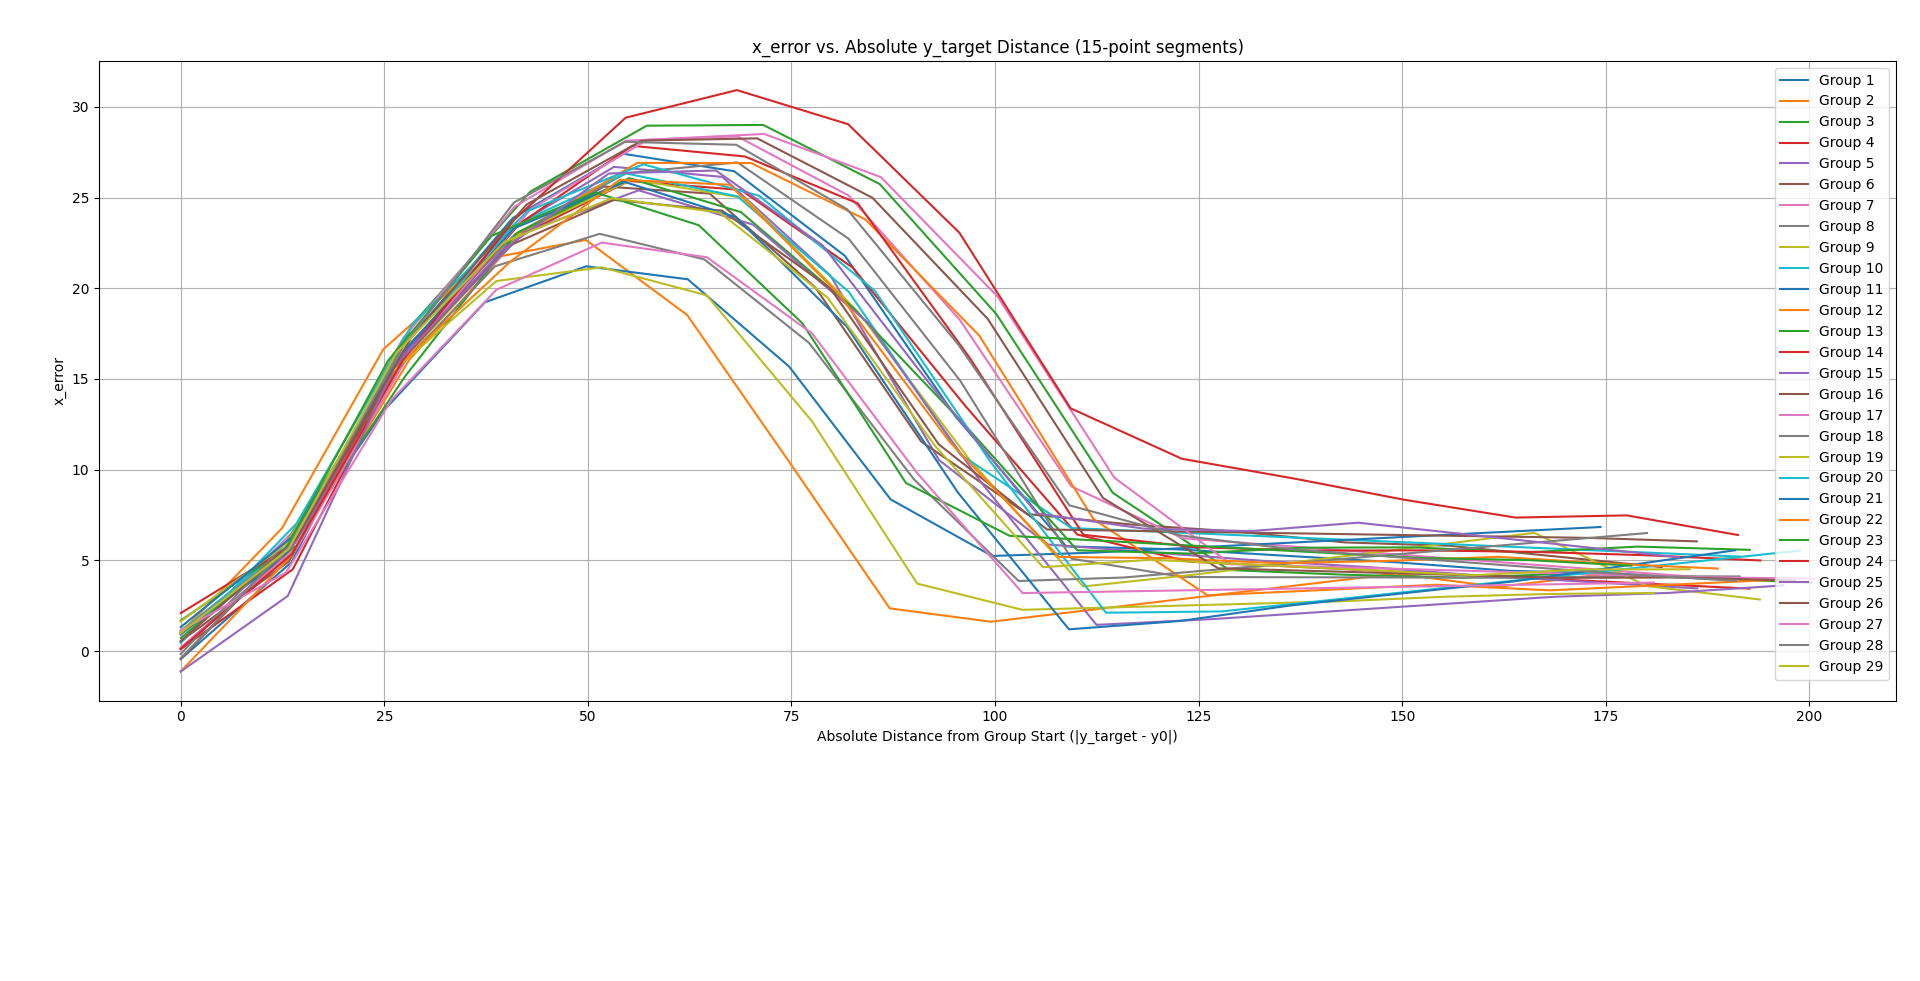 x_error vs. Absolute y_target Distance (15-point segments)
x_error
30
25
20
15
10
5
0
0 25 50 75 100 125 150 175 200
Absolute Distance from Group Start (|y_target - y0|)
Group 1
Group 2
Group 3
Group 4
Group 5
Group 6
Group 7
Group 8
Group 9
Group 10
Group 11
Group 12
Group 13
Group 14
Group 15
Group 16
Group 17
Group 18
Group 19
Group 20
Group 21
Group 22
Group 23
Group 24
Group 25
Group 26
Group 27
Group 28
Group 29